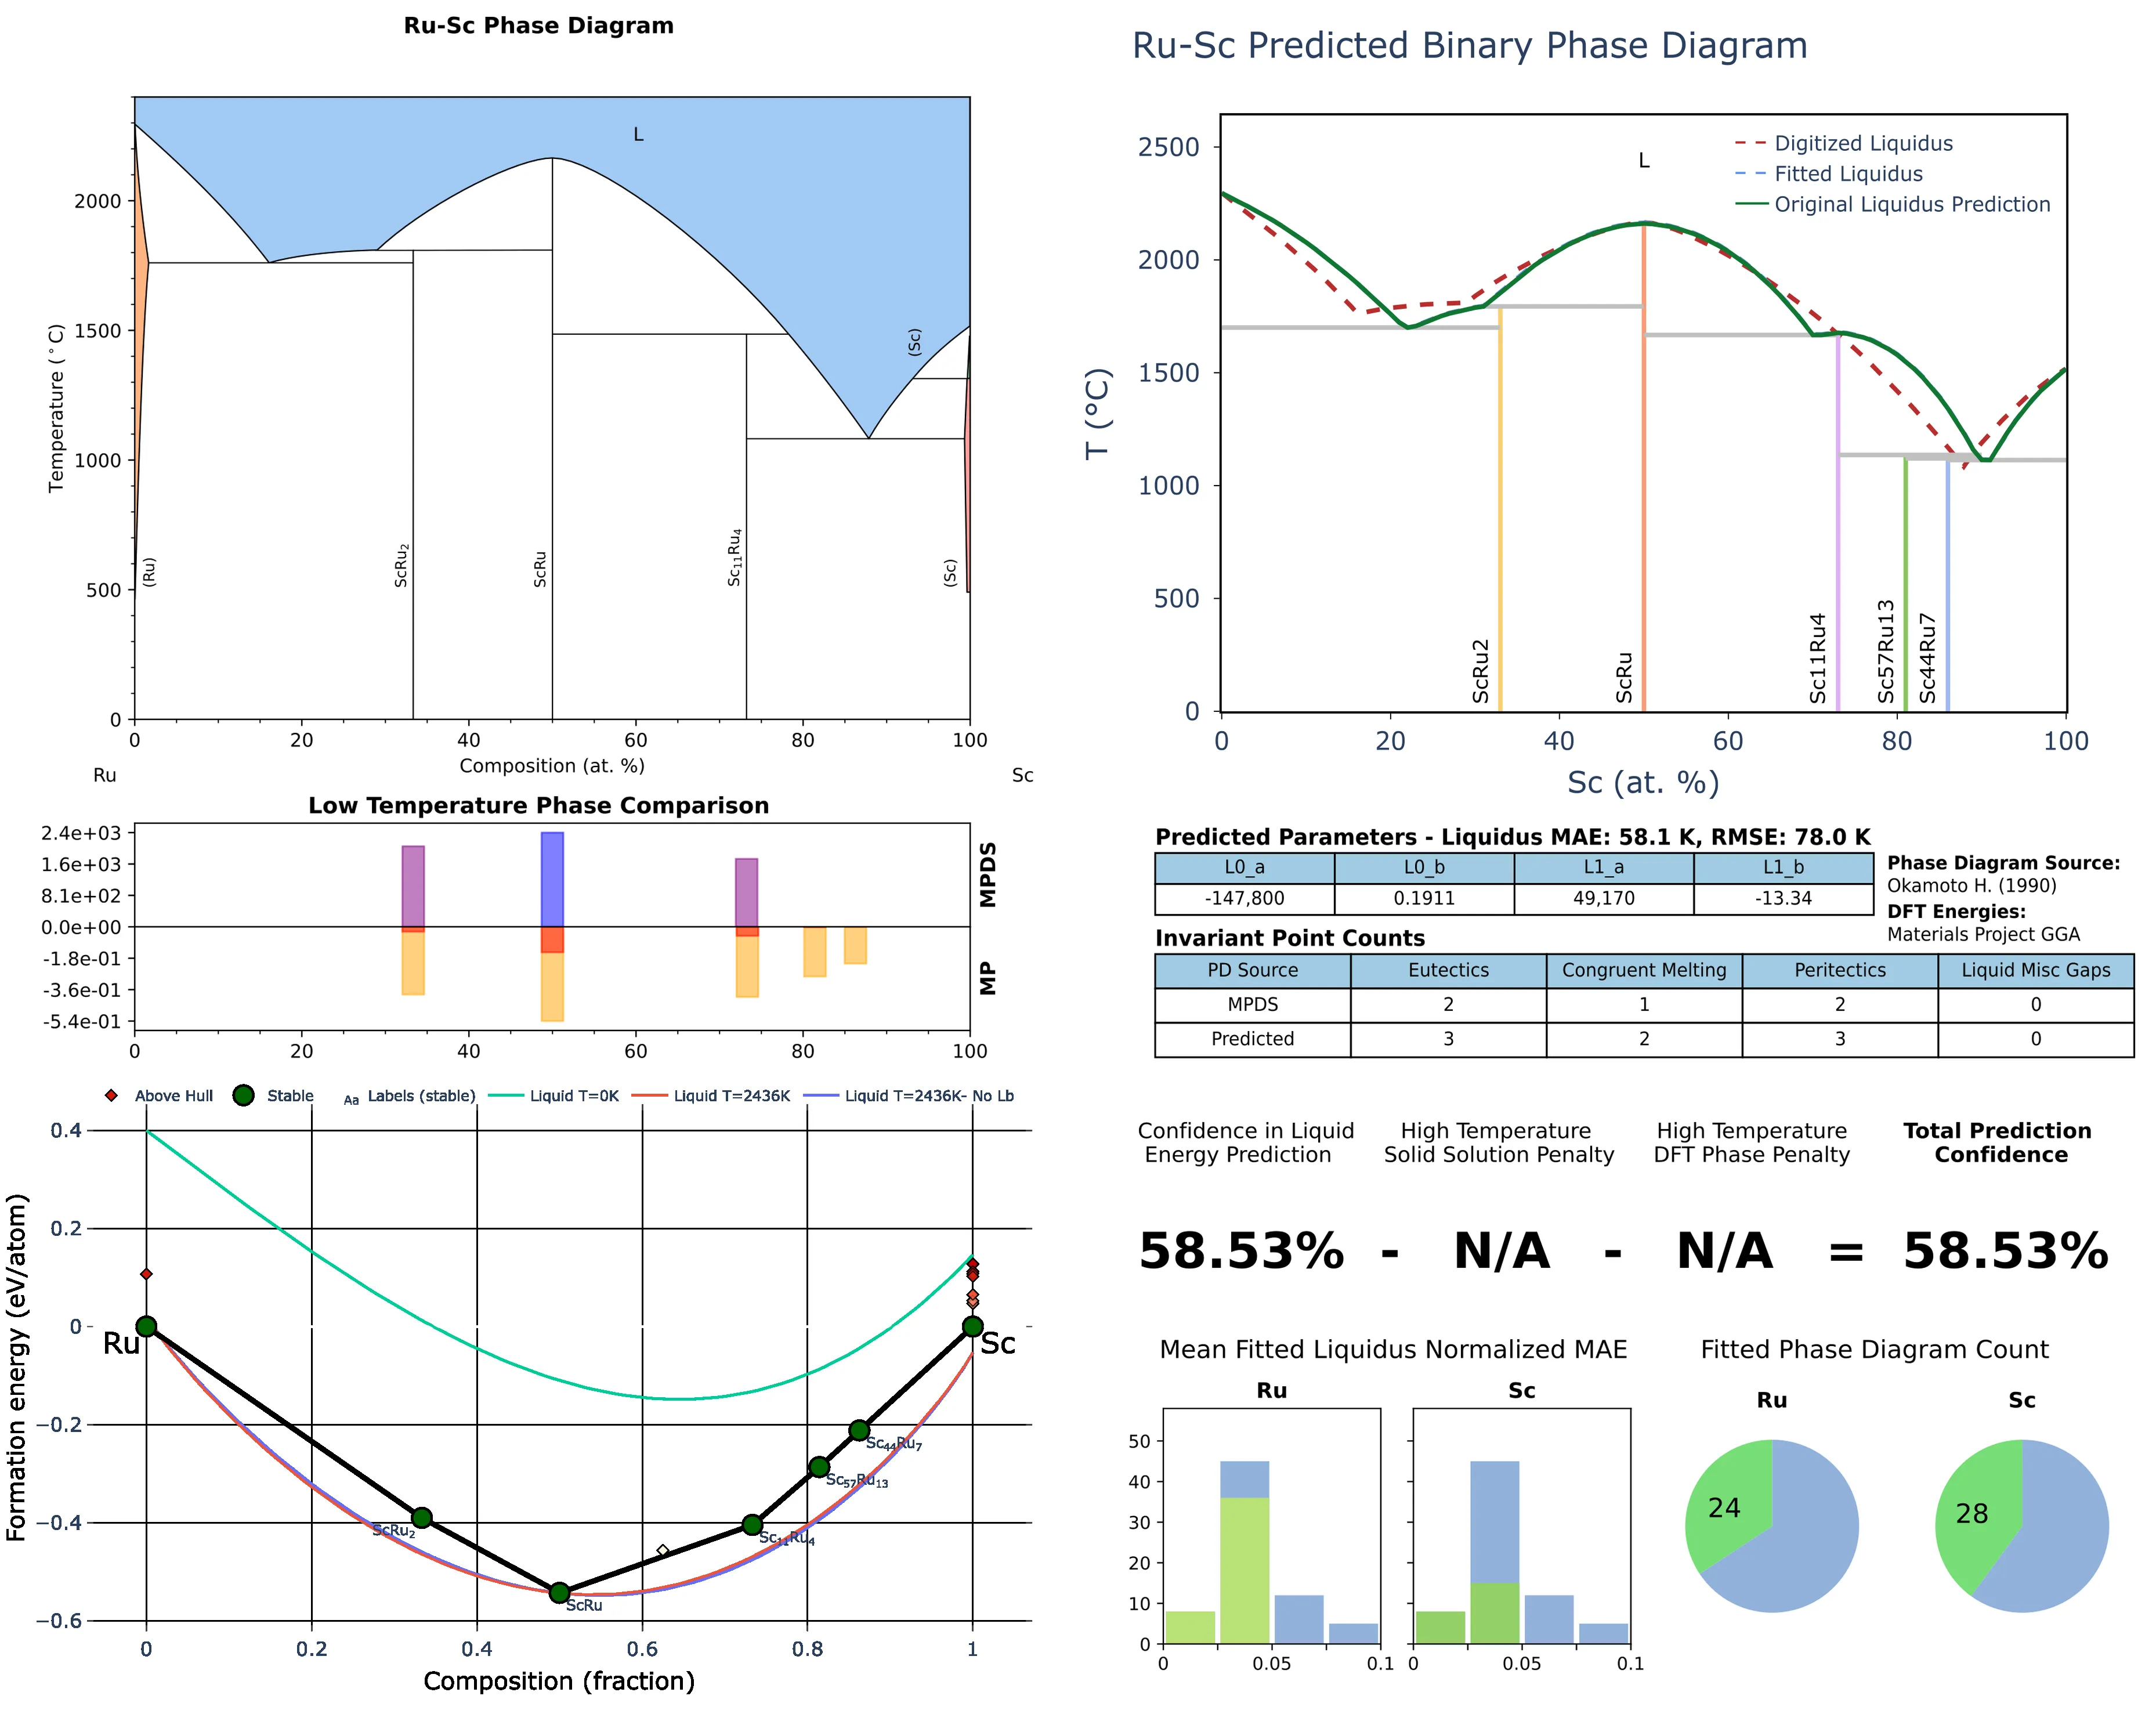 Ru-Sc Phase Diagram
L
2000
1500
1000
500
0
Temperature (°C)
(Ru)
ScRu2
ScRu
Sc11Ru4
(Sc)
(Sc)
0 20 40 60 80 100
Composition (at. %)
Ru Sc
Low Temperature Phase Comparison
2.4e+03
1.6e+03
8.1e+02
0.0e+00
-1.8e-01
-3.6e-01
-5.4e-01
MPDS
MP
0 20 40 60 80 100
Above Hull Stable Aa Labels (stable) Liquid T=0K Liquid T=2436K Liquid T=2436K- No Lb
0.4
0.2
0
−0.2
−0.4
−0.6
Formation energy (eV/atom)
Ru
Sc
ScRu2
ScRu
Sc11Ru4
Sc57Ru13
Sc44Ru7
0 0.2 0.4 0.6 0.8 1
Composition (fraction)
Ru-Sc Predicted Binary Phase Diagram
2500
2000
1500
1000
500
0
T (°C)
L
Digitized Liquidus
Fitted Liquidus
Original Liquidus Prediction
ScRu2
ScRu
Sc11Ru4
Sc57Ru13
Sc44Ru7
0 20 40 60 80 100
Sc (at. %)
Predicted Parameters - Liquidus MAE: 58.1 K, RMSE: 78.0 K
L0_a L0_b L1_a L1_b
-147,800 0.1911 49,170 -13.34
Phase Diagram Source:
Okamoto H. (1990)
DFT Energies:
Materials Project GGA
Invariant Point Counts
PD Source Eutectics Congruent Melting Peritectics Liquid Misc Gaps
MPDS 2 1 2 0
Predicted 3 2 3 0
Confidence in Liquid
Energy Prediction
High Temperature
Solid Solution Penalty
High Temperature
DFT Phase Penalty
Total Prediction
Confidence
58.53% - N/A - N/A = 58.53%
Mean Fitted Liquidus Normalized MAE
Ru
Sc
50
40
30
20
10
0
0 0.05 0.1
0 0.05 0.1
Fitted Phase Diagram Count
Ru
24
Sc
28